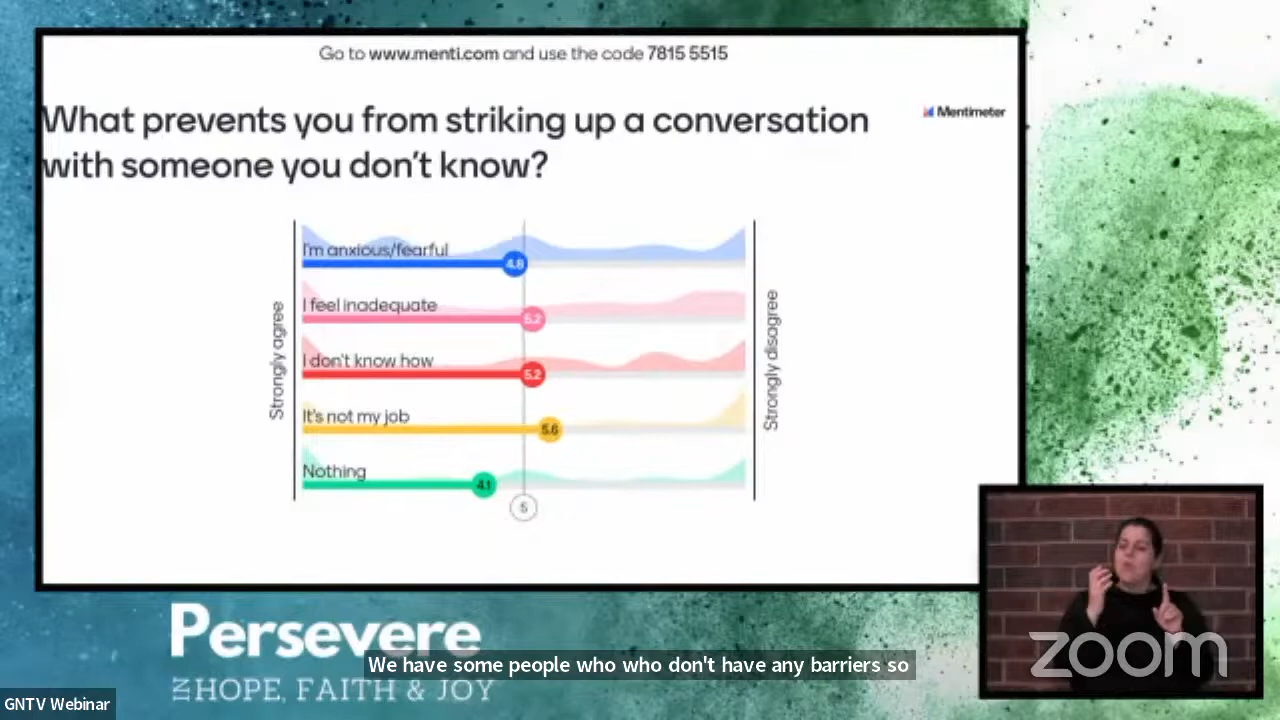 Go to www.menti.com and use the code 7815 5515
What prevents you from striking up a conversation
with someone you don't know?
Mentimeter
Strongly agree
I'm anxious/fearful
4.8
I feel inadequate
5.2
I don't know how
5.2
It's not my job
5.6
Nothing
4.1
5
Strongly disagree
Persevere
IN HOPE, FAITH & JOY
We have some people who who don't have any barriers so
GNTV Webinar
zoom